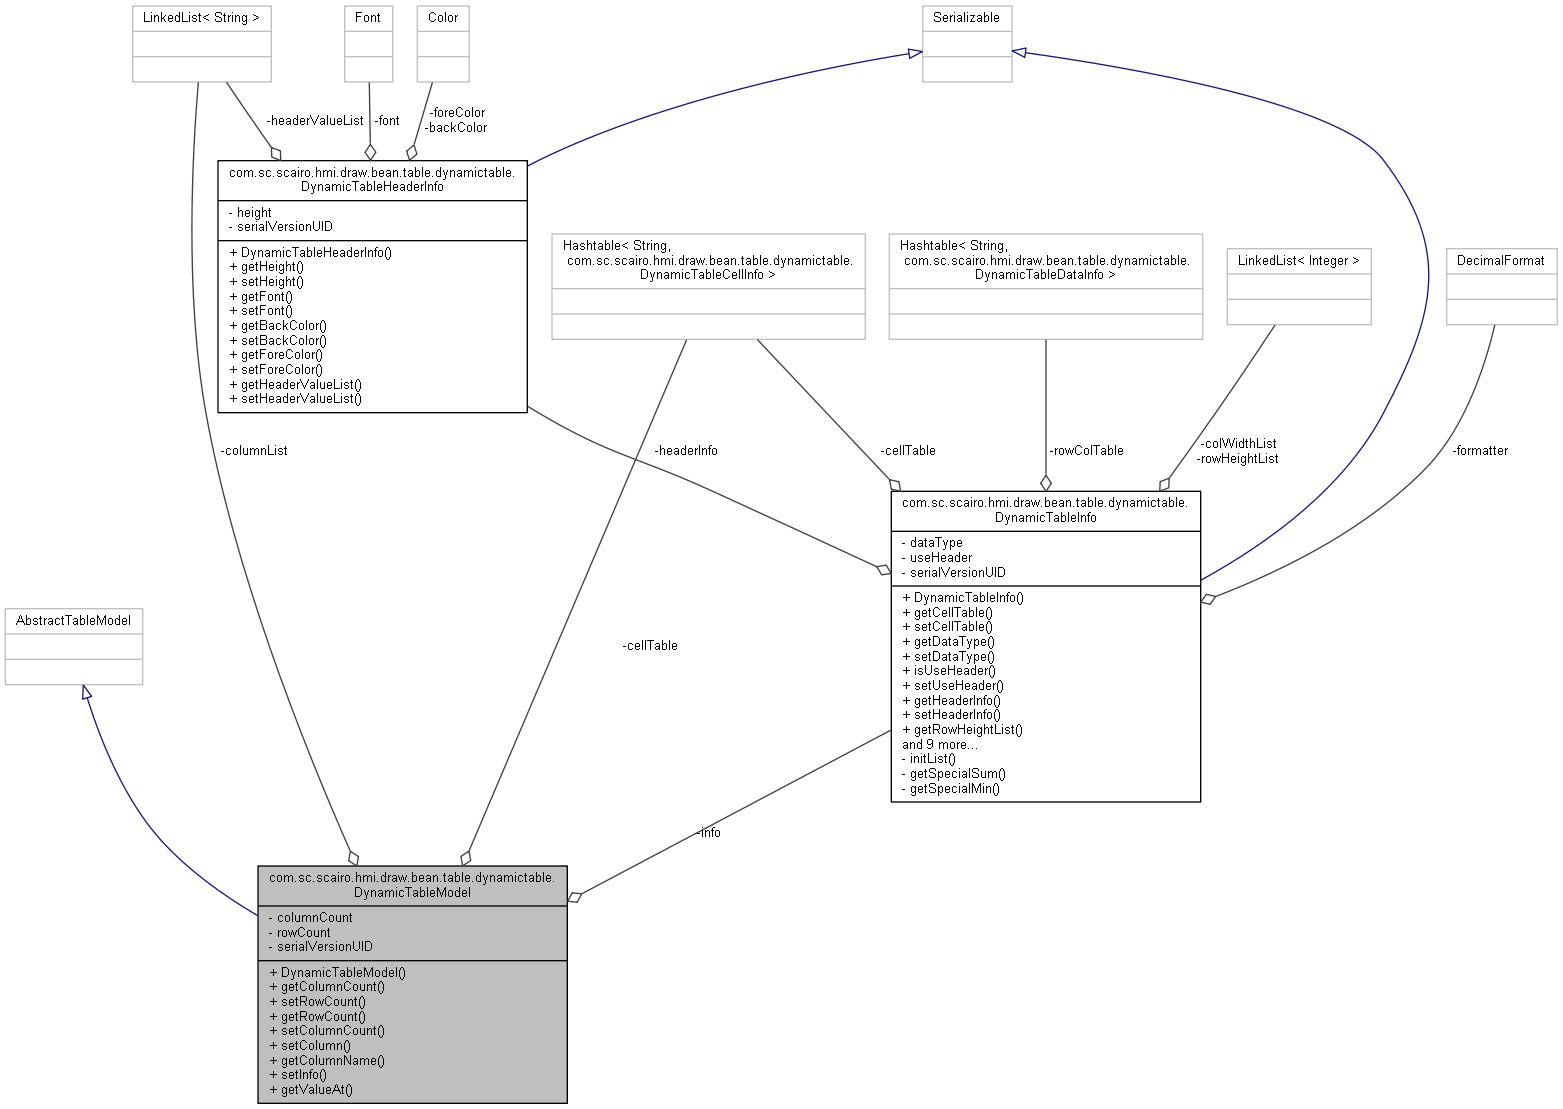 LinkedList< String >
Font
Color
Serializable
-headerValueList
-font
-foreColor
-backColor
com.sc.scairo.hmi.draw.bean.table.dynamictable.
DynamicTableHeaderInfo
- height
- serialVersionUID
+ DynamicTableHeaderInfo()
+ getHeight()
+ setHeight()
+ getFont()
+ setFont()
+ getBackColor()
+ setBackColor()
+ getForeColor()
+ setForeColor()
+ getHeaderValueList()
+ setHeaderValueList()
Hashtable< String,
com.sc.scairo.hmi.draw.bean.table.dynamictable.
DynamicTableCellInfo >
Hashtable< String,
com.sc.scairo.hmi.draw.bean.table.dynamictable.
DynamicTableDataInfo >
LinkedList< Integer >
DecimalFormat
-columnList
-headerInfo
-cellTable
-rowColTable
-colWidthList
-rowHeightList
-formatter
com.sc.scairo.hmi.draw.bean.table.dynamictable.
DynamicTableInfo
- dataType
- useHeader
- serialVersionUID
+ DynamicTableInfo()
+ getCellTable()
+ setCellTable()
+ getDataType()
+ setDataType()
+ isUseHeader()
+ setUseHeader()
+ getHeaderInfo()
+ setHeaderInfo()
+ getRowHeightList()
and 9 more...
- initList()
- getSpecialSum()
- getSpecialMin()
AbstractTableModel
-cellTable
-info
com.sc.scairo.hmi.draw.bean.table.dynamictable.
DynamicTableModel
- columnCount
- rowCount
- serialVersionUID
+ DynamicTableModel()
+ getColumnCount()
+ setRowCount()
+ getRowCount()
+ setColumnCount()
+ setColumn()
+ getColumnName()
+ setInfo()
+ getValueAt()